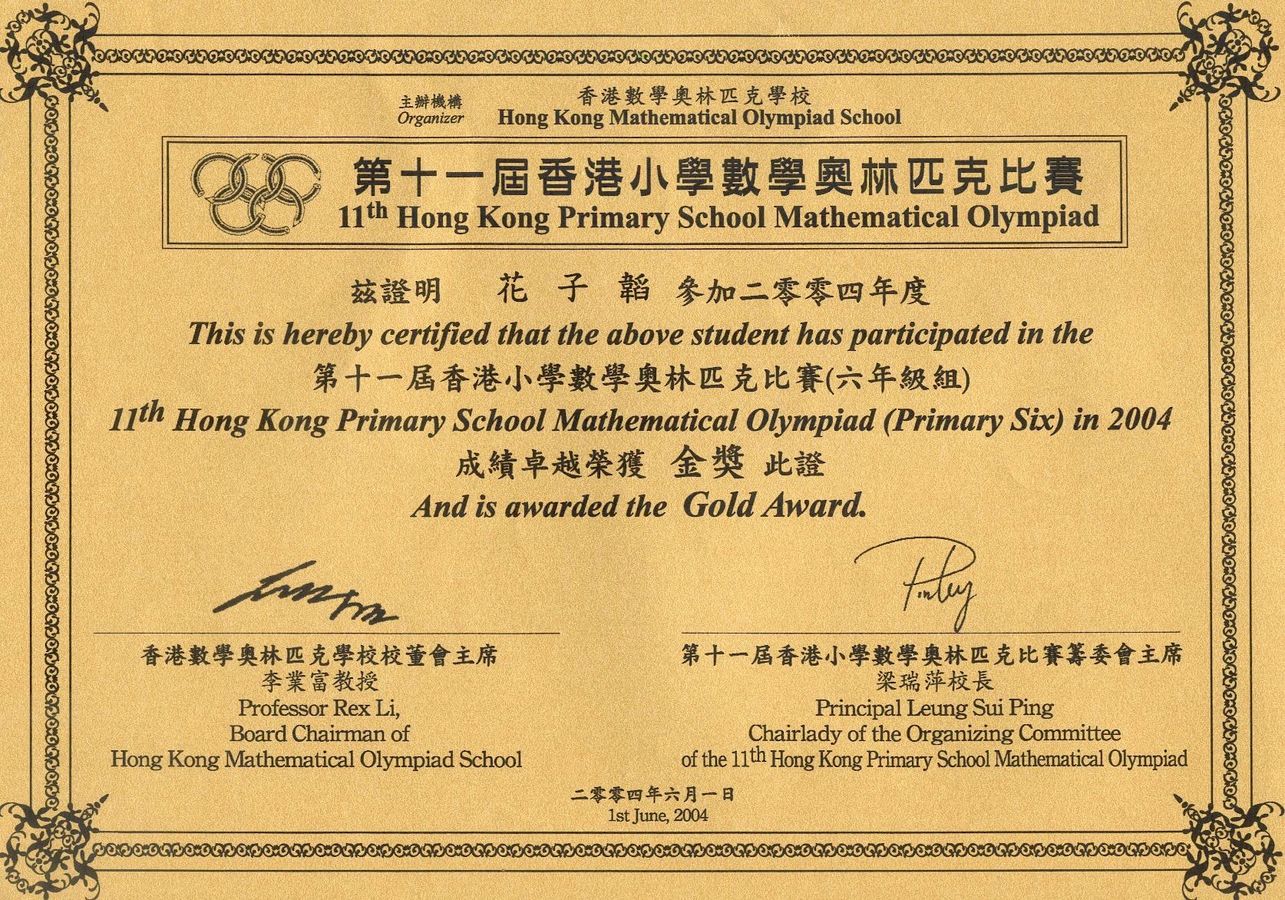 主辦機構
Organizer
香港數學奧林匹克學校
Hong Kong Mathematical Olympiad School
第十一屆香港小學數學奧林匹克比賽
11th Hong Kong Primary School Mathematical Olympiad
茲證明 花子韜 參加二零零四年度
This is hereby certified that the above student has participated in the
第十一屆香港小學數學奧林匹克比賽(六年級組)
11th Hong Kong Primary School Mathematical Olympiad (Primary Six) in 2004
成績卓越榮獲 金獎 此證
And is awarded the Gold Award.
香港數學奧林匹克學校校董會主席
李業富教授
Professor Rex Li,
Board Chairman of
Hong Kong Mathematical Olympiad School
第十一屆香港小學數學奧林匹克比賽籌委會主席
梁瑞萍校長
Principal Leung Sui Ping
Chairlady of the Organizing Committee
of the 11th Hong Kong Primary School Mathematical Olympiad
二零零四年六月一日
1st June, 2004